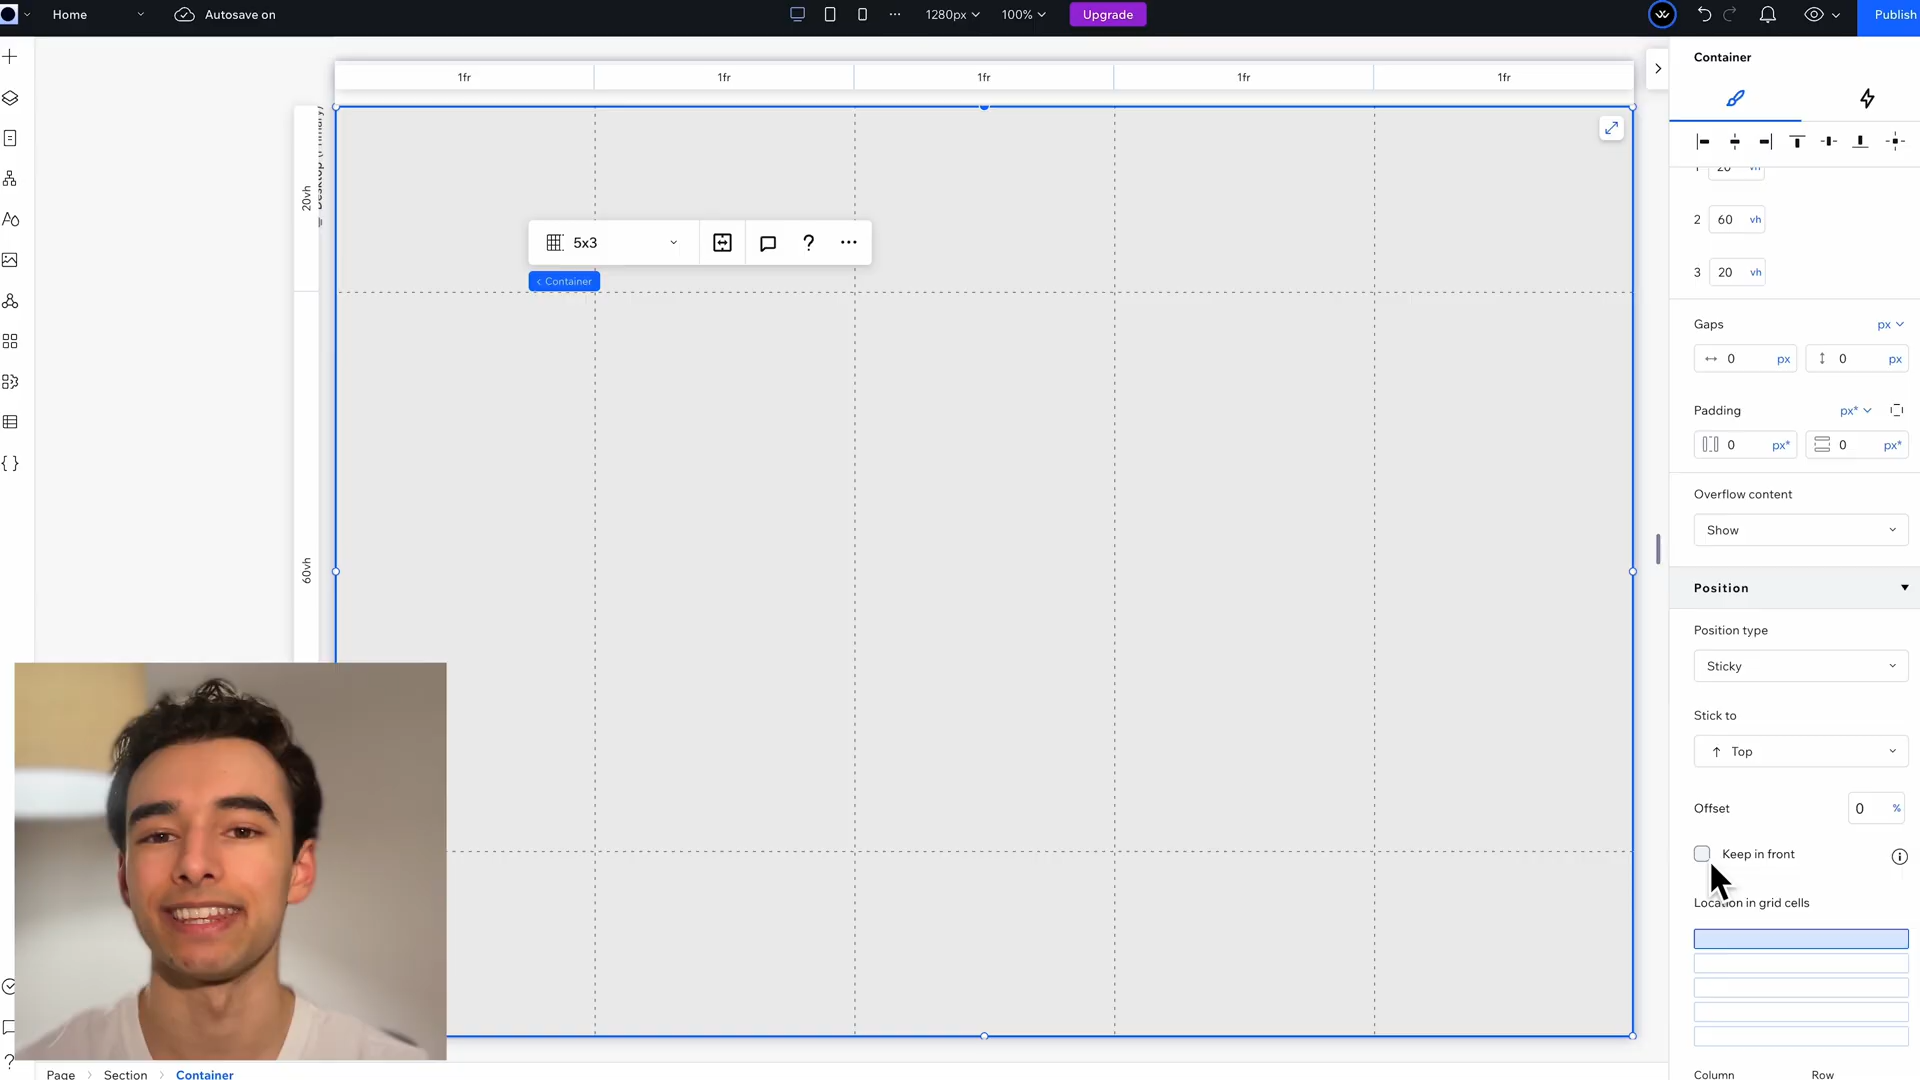 Home
Autosave on
1280px
100%
Upgrade
Publish
1fr
1fr
1fr
1fr
1fr
20vh
60vh
5x3
?
< Container
Container
1 20 vh
2 60 vh
3 20 vh
Gaps
px
0 px
0 px
Padding
px*
0 px*
0 px*
Overflow content
Show
Position
Position type
Sticky
Stick to
Top
Offset
0 %
Keep in front
Location in grid cells
Column
Row
Page > Section > Container